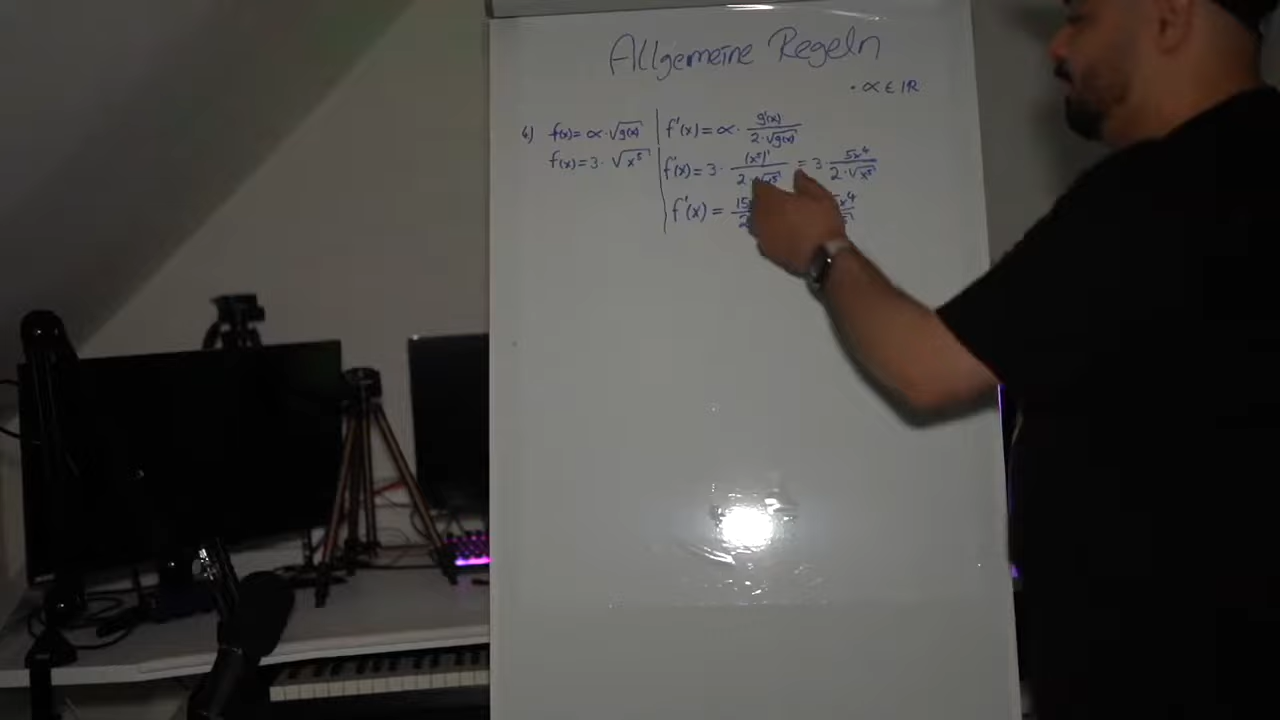 Allgemeine Regeln
• α ∈ IR
6) f(x) = α · √g(x) | f'(x) = α · g'(x) / 2 · √g(x)
f(x) = 3 · √x⁵ | f'(x) = 3 · (x⁵)' / 2 · √x⁵ = 3 · 5x⁴ / 2 · √x⁵
f'(x) =